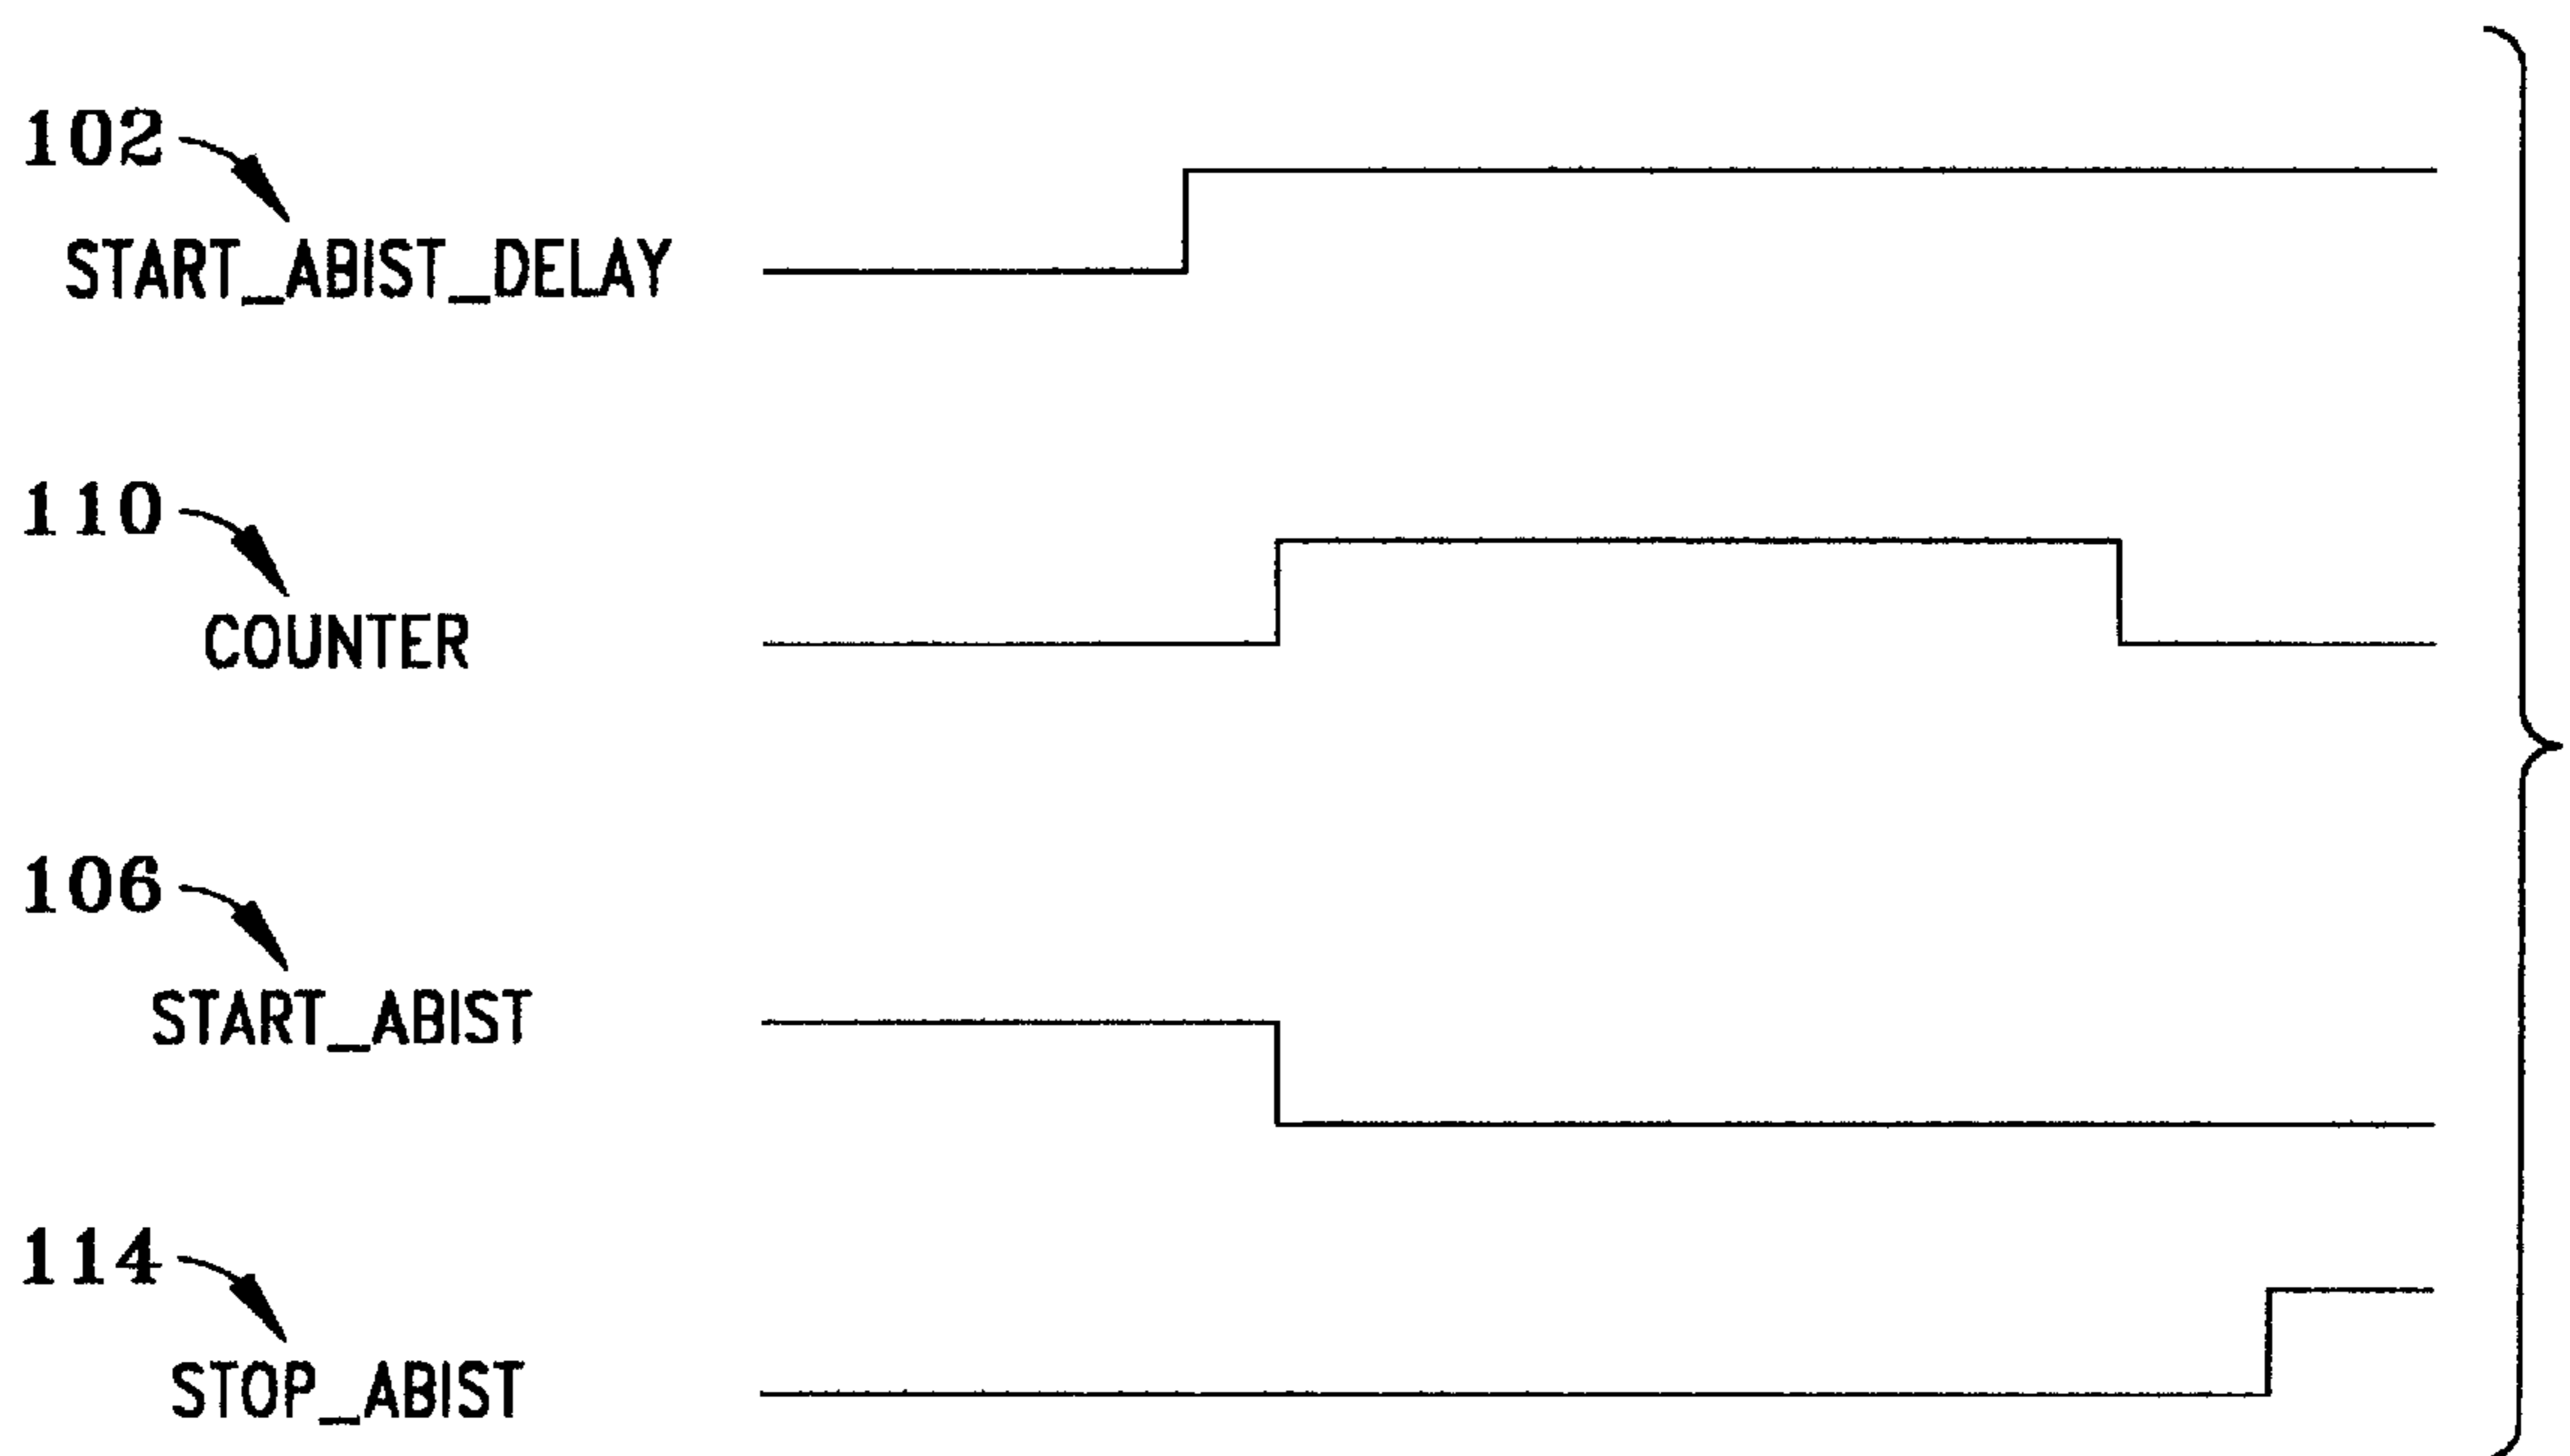 102
START_ABIST_DELAY
110
COUNTER
106
START_ABIST
114
STOP_ABIST